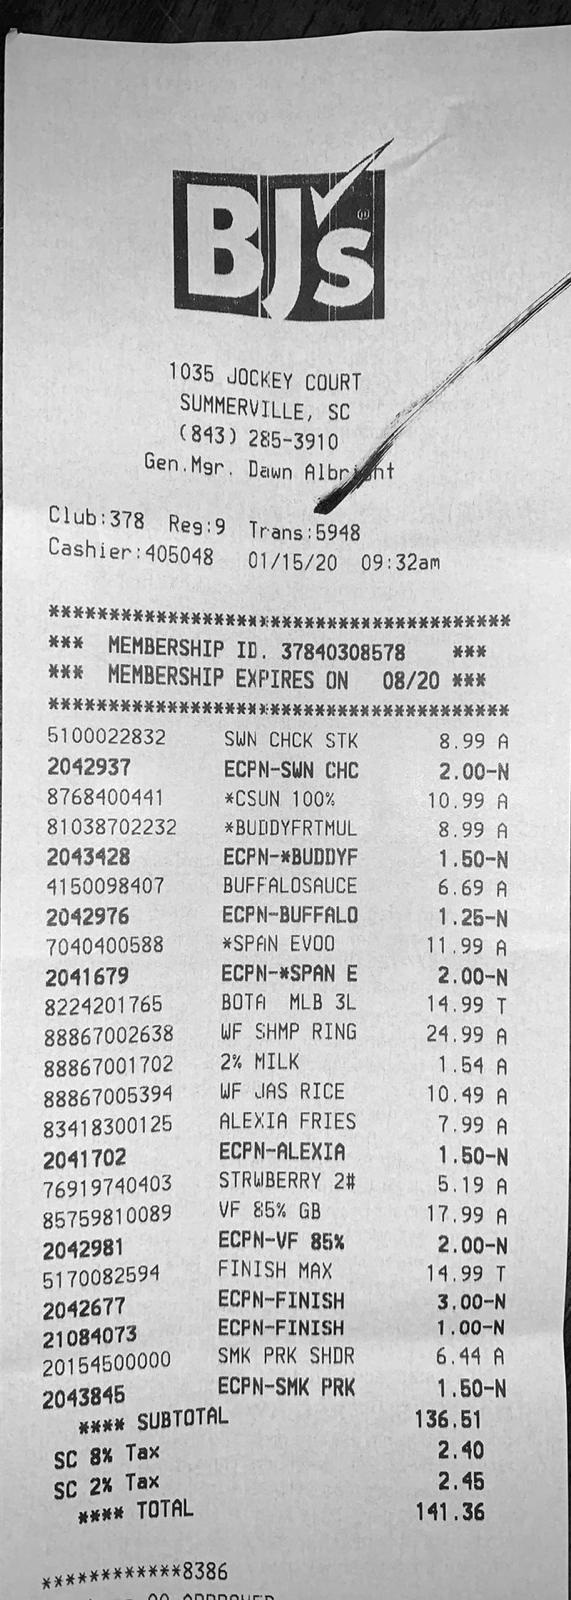 BJ's®
1035 JOCKEY COURT
SUMMERVILLE, SC
(843) 285-3910
Gen.Mgr. Dawn Albright
Club:378 Reg:9 Trans:5948
Cashier:405048 01/15/20 09:32am
***************************************
*** MEMBERSHIP ID. 37840308578 ***
*** MEMBERSHIP EXPIRES ON 08/20 ***
***************************************
5100022832 SWN CHCK STK 8.99 A
2042937 ECPN-SWN CHC 2.00-N
8768400441 *CSUN 100% 10.99 A
81038702232 *BUDDYFRTMUL 8.99 A
2043428 ECPN-*BUDDYF 1.50-N
4150098407 BUFFALOSAUCE 6.69 A
2042976 ECPN-BUFFALO 1.25-N
7040400588 *SPAN EVOO 11.99 A
2041679 ECPN-*SPAN E 2.00-N
8224201765 BOTA MLB 3L 14.99 T
88867002638 WF SHMP RING 24.99 A
88867001702 2% MILK 1.54 A
88867005394 WF JAS RICE 10.49 A
83418300125 ALEXIA FRIES 7.99 A
2041702 ECPN-ALEXIA 1.50-N
76919740403 STRWBERRY 2# 5.19 A
85759810089 VF 85% GB 17.99 A
2042981 ECPN-VF 85% 2.00-N
5170082594 FINISH MAX 14.99 T
2042677 ECPN-FINISH 3.00-N
21084073 ECPN-FINISH 1.00-N
20154500000 SMK PRK SHDR 6.44 A
2043845 ECPN-SMK PRK 1.50-N
**** SUBTOTAL 136.51
SC 8% Tax 2.40
SC 2% Tax 2.45
**** TOTAL 141.36
************8386
APPROVED